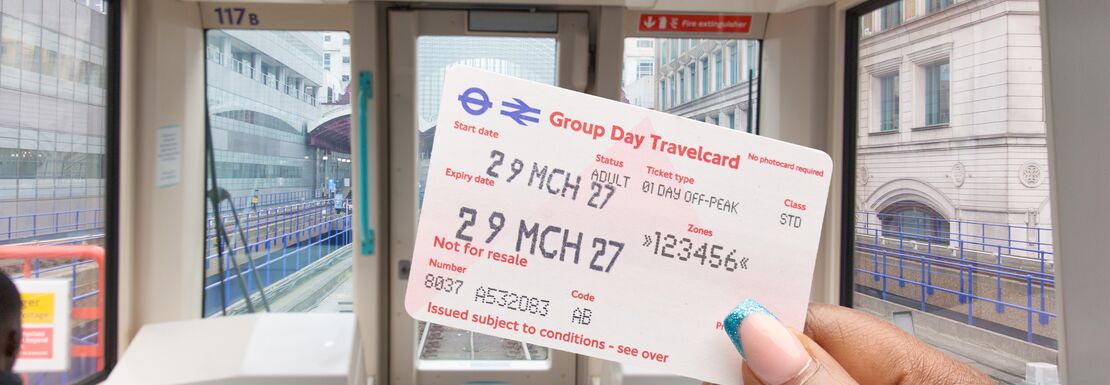 117B
Fire extinguisher
Group Day Travelcard
No photocard required
Start date
Status
Ticket type
Class
29 MCH 27
ADULT
01 DAY OFF-PEAK
STD
Expiry date
Zones
29 MCH 27
»123456«
Not for resale
Number
Code
8037 A532083
AB
Issued subject to conditions - see over